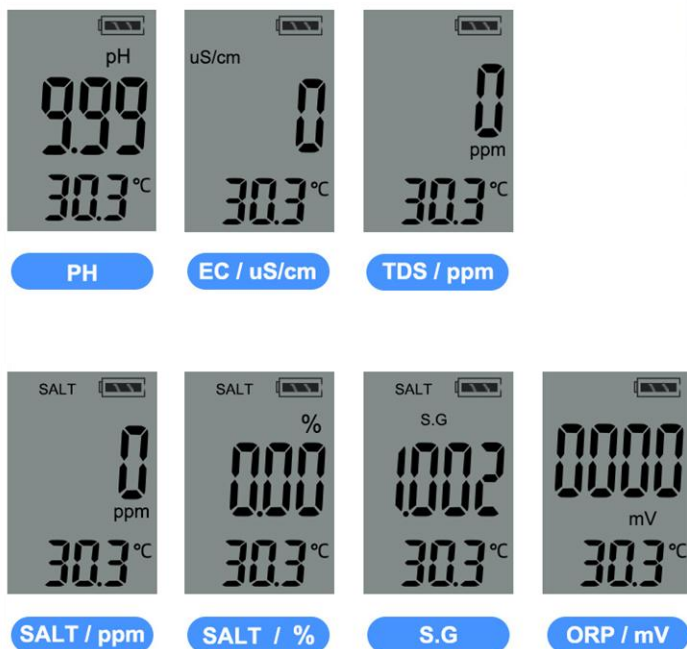 pH
9.99
30.3°C
PH
uS/cm
0
30.3°C
EC / uS/cm
0
ppm
30.3°C
TDS / ppm
SALT
0
ppm
30.3°C
SALT / ppm
SALT
%
0.00
30.3°C
SALT / %
SALT
S.G
1.002
30.3°C
S.G
0000
mV
30.3°C
ORP / mV